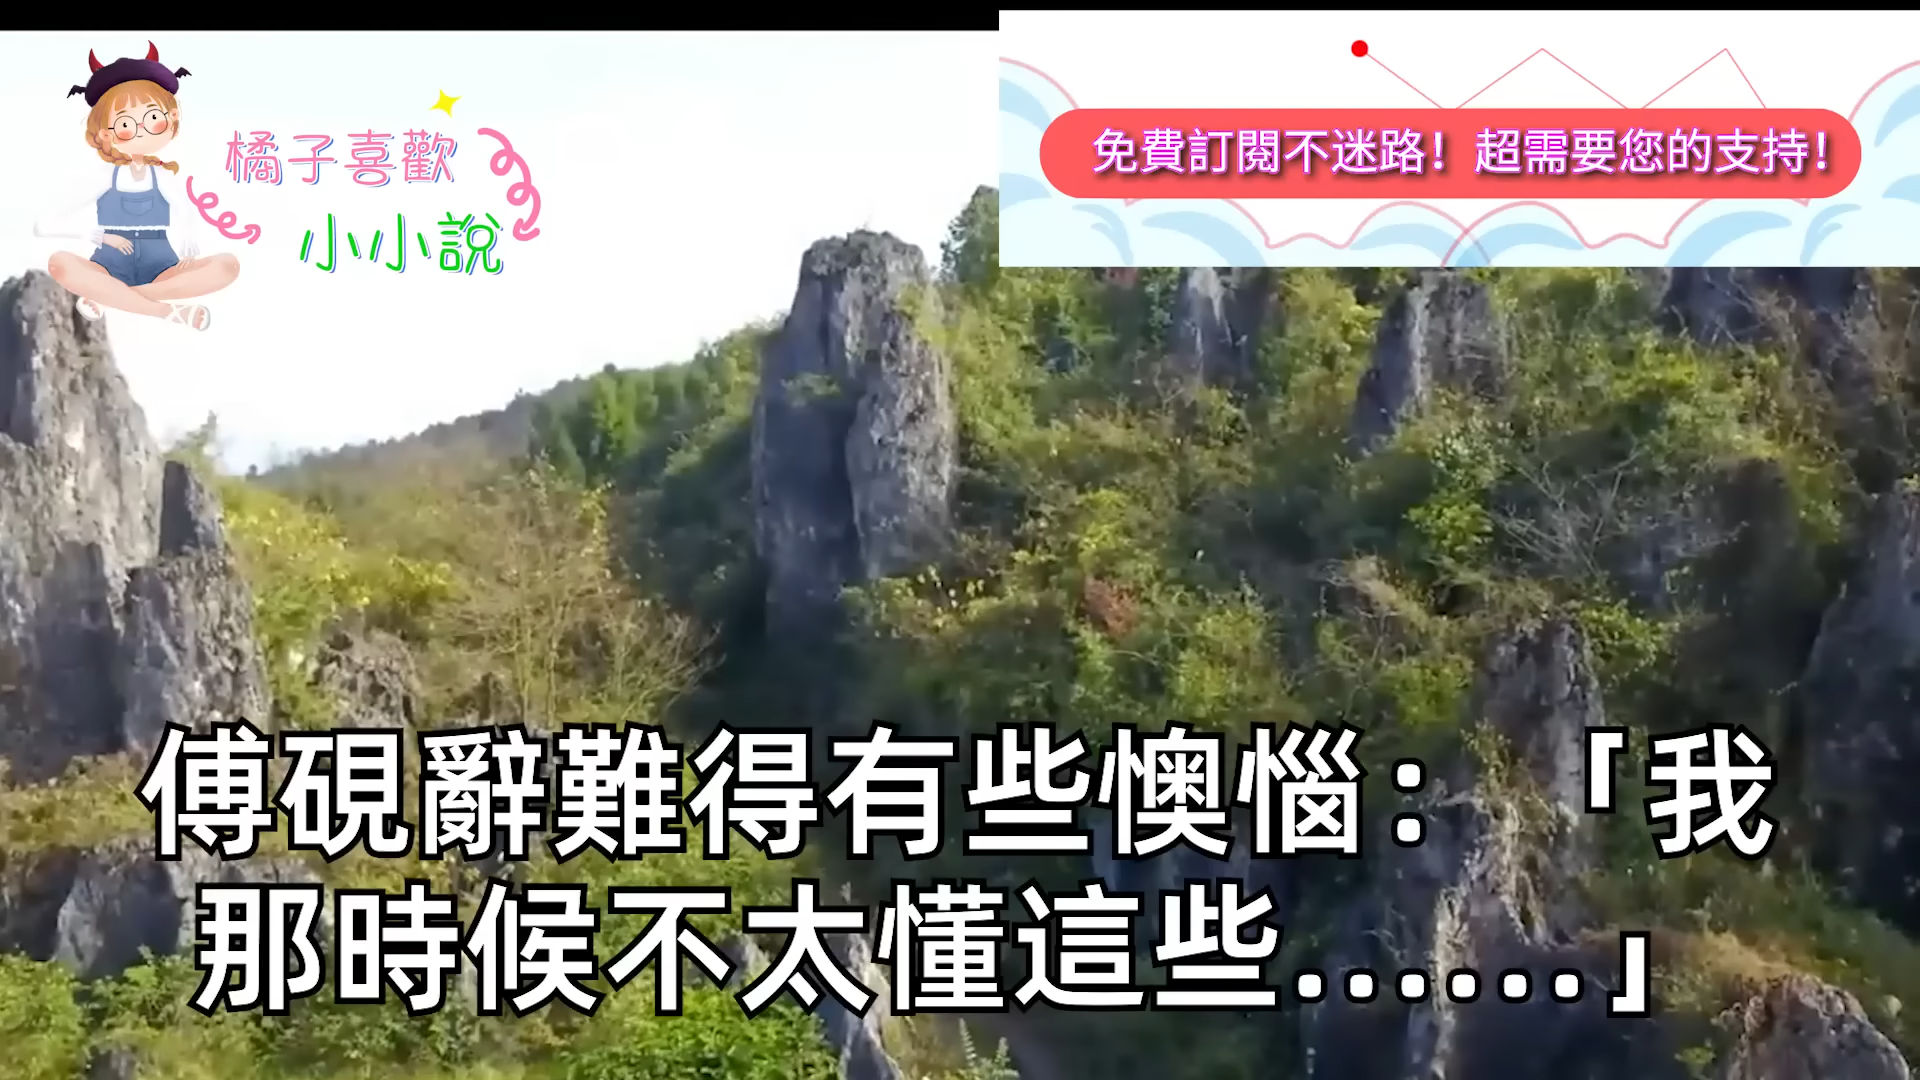 橘子喜歡
小小說
免費訂閱不迷路！超需要您的支持！
傅硯辭難得有些懊惱：「我
那時候不太懂這些......」